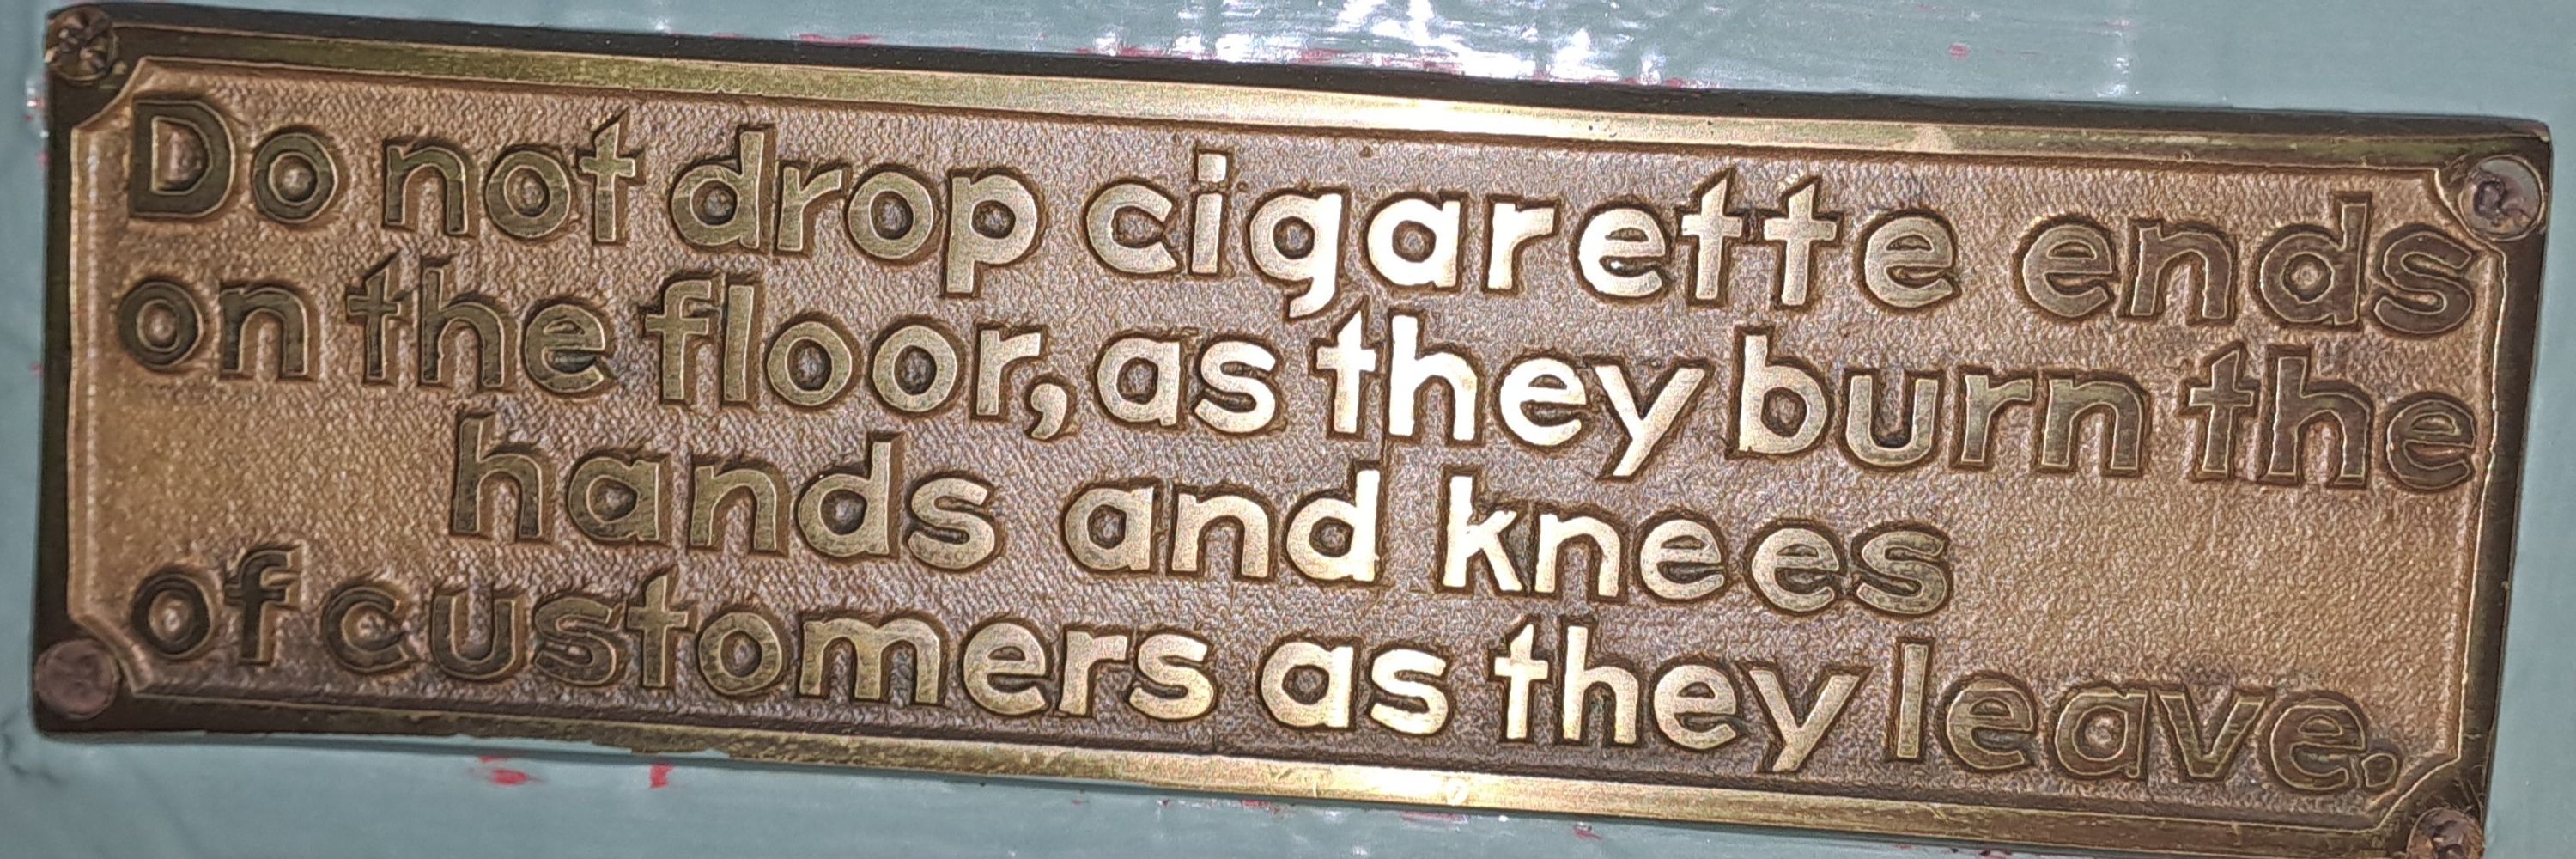 Do not drop cigarette ends
on the floor, as they burn the
hands and knees
of customers as they leave.